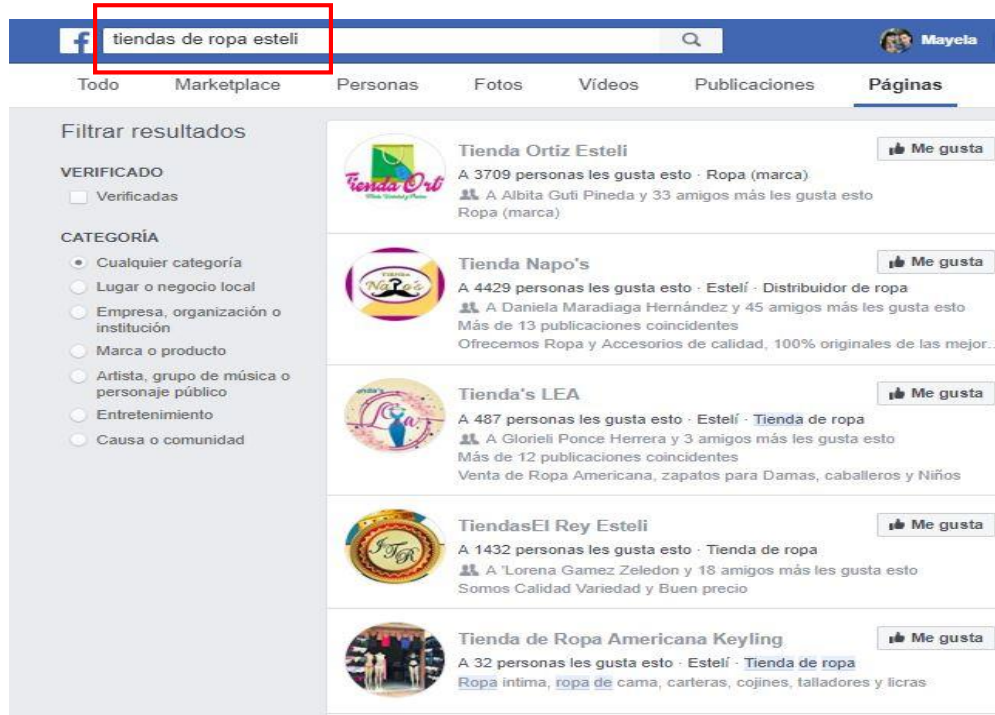 f
tiendas de ropa esteli
Mayela
Todo Marketplace Personas Fotos Vídeos Publicaciones Páginas
Filtrar resultados
VERIFICADO
Verificadas
CATEGORÍA
Cualquier categoría
Lugar o negocio local
Empresa, organización o
institución
Marca o producto
Artista, grupo de música o
personaje público
Entretenimiento
Causa o comunidad
Tienda Orti
Tienda Ortiz Esteli
Me gusta
A 3709 personas les gusta esto · Ropa (marca)
A Albita Guti Pineda y 33 amigos más les gusta esto
Ropa (marca)
TIENDA
Napo's
Tienda Napo's
Me gusta
A 4429 personas les gusta esto · Estelí · Distribuidor de ropa
A Daniela Maradiaga Hernández y 45 amigos más les gusta esto
Más de 13 publicaciones coincidentes
Ofrecemos Ropa y Accesorios de calidad, 100% originales de las mejor...
Lea
Tienda's LEA
Me gusta
A 487 personas les gusta esto · Estelí · Tienda de ropa
A Glorieli Ponce Herrera y 3 amigos más les gusta esto
Más de 12 publicaciones coincidentes
Venta de Ropa Americana, zapatos para Damas, caballeros y Niños
ITR
TiendasEl Rey Esteli
Me gusta
A 1432 personas les gusta esto · Tienda de ropa
A 'Lorena Gamez Zeledon y 18 amigos más les gusta esto
Somos Calidad Variedad y Buen precio
Tienda de Ropa Americana Keyling
Me gusta
A 32 personas les gusta esto · Estelí · Tienda de ropa
Ropa intima, ropa de cama, carteras, cojines, talladores y licras